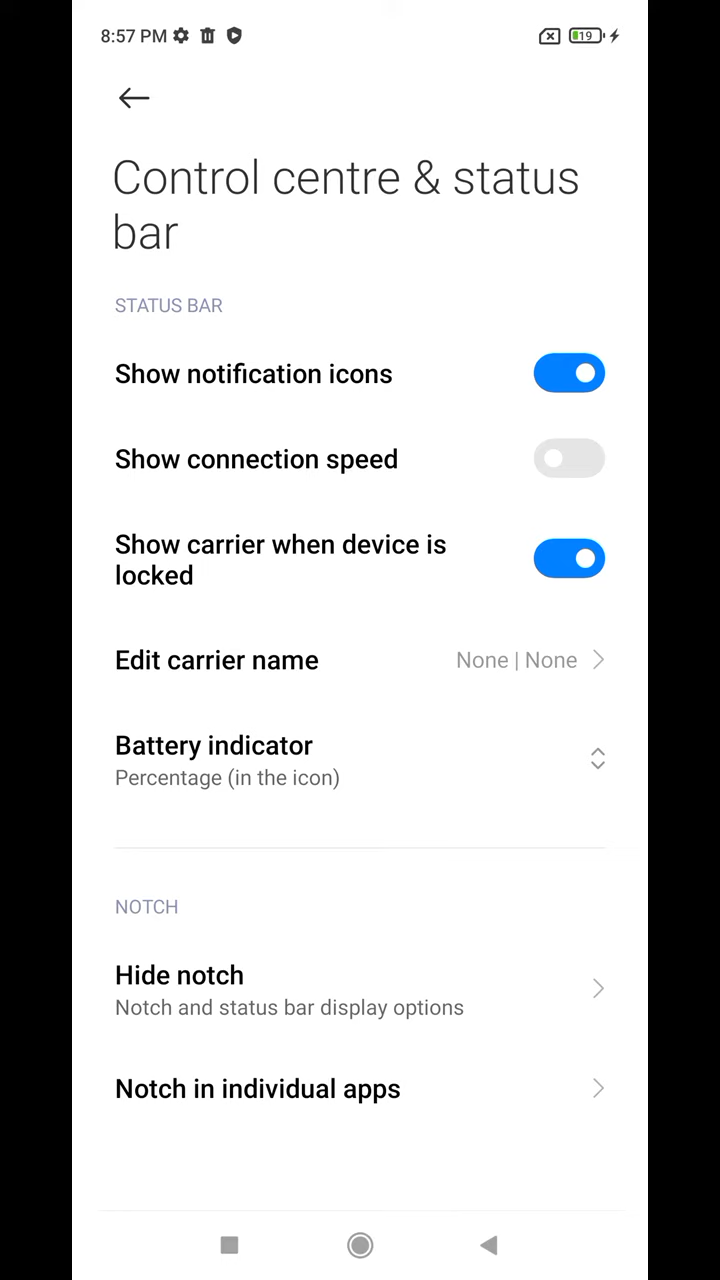 8:57 PM
19
Control centre & status
bar
STATUS BAR
Show notification icons
Show connection speed
Show carrier when device is
locked
Edit carrier name None | None
Battery indicator
Percentage (in the icon)
NOTCH
Hide notch
Notch and status bar display options
Notch in individual apps